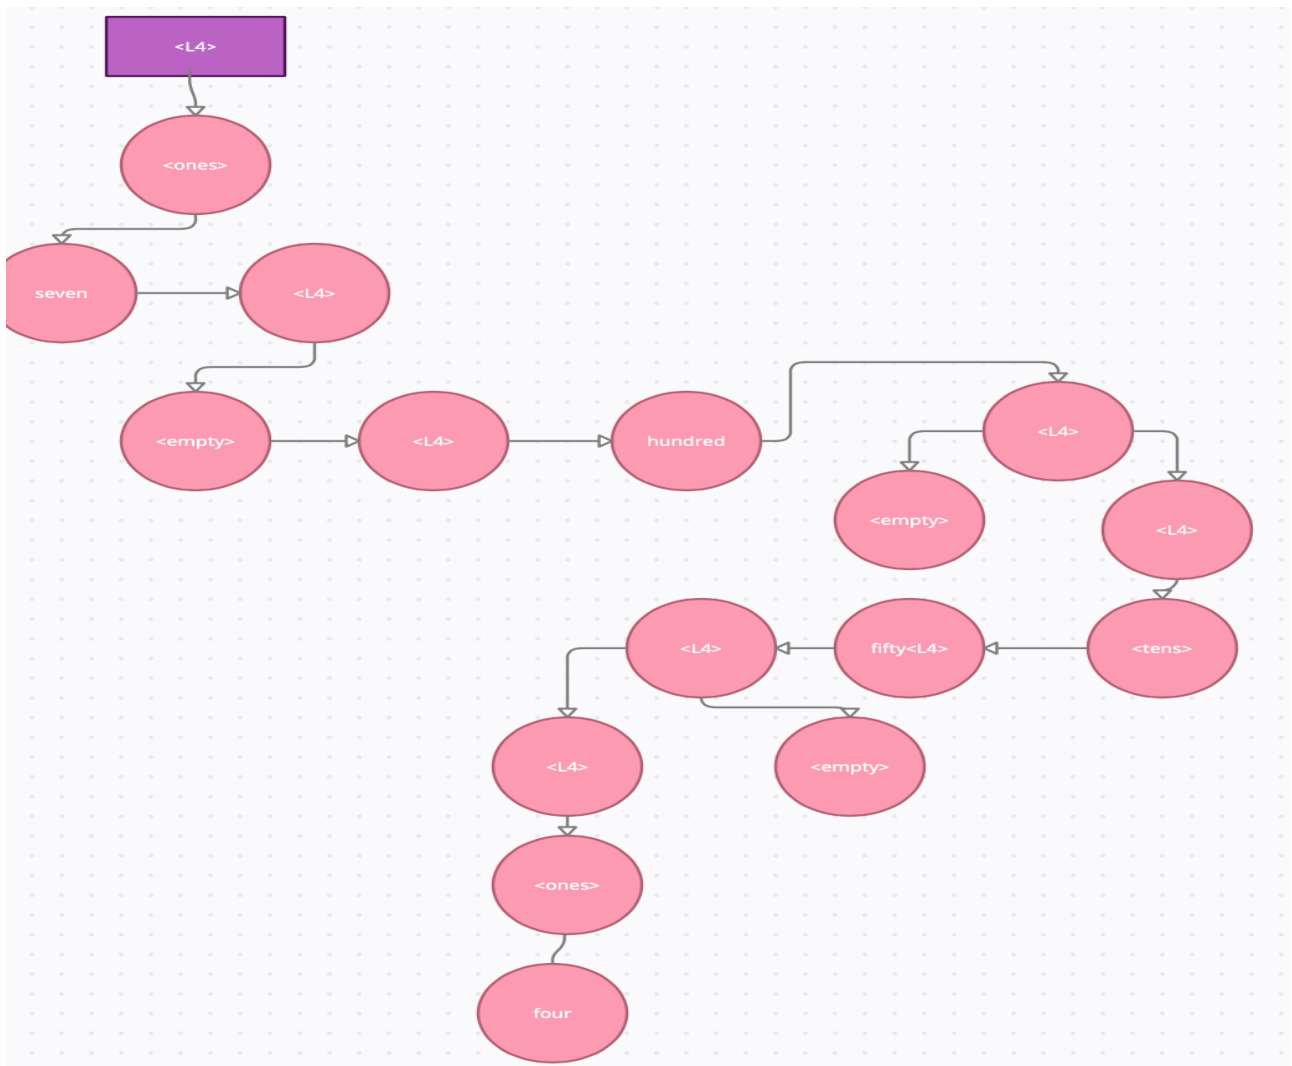 <L4>
<ones>
seven
<L4>
<empty>
<L4>
hundred
<L4>
<empty>
<L4>
<tens>
fifty<L4>
<L4>
<L4>
<empty>
<ones>
four